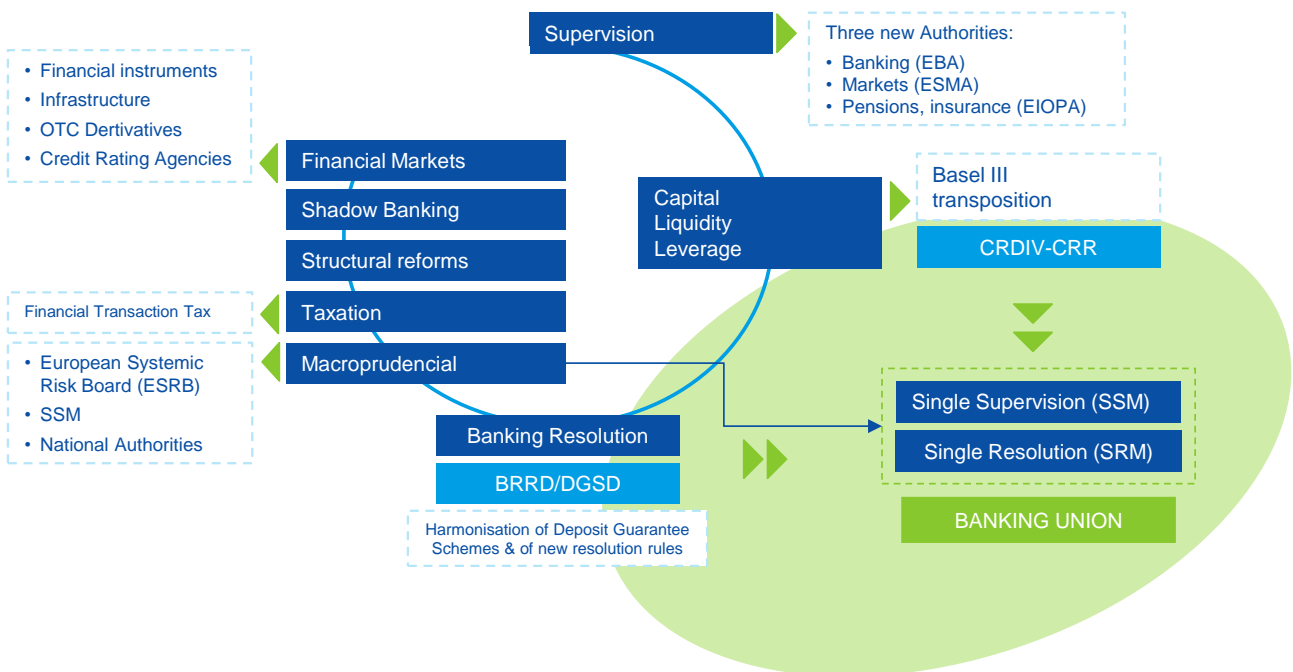 Supervision
Three new Authorities:
• Banking (EBA)
• Markets (ESMA)
• Pensions, insurance (EIOPA)
• Financial instruments
• Infrastructure
• OTC Dertivatives
• Credit Rating Agencies
Financial Markets
Shadow Banking
Structural reforms
Taxation
Macroprudencial
Financial Transaction Tax
• European Systemic
Risk Board (ESRB)
• SSM
• National Authorities
Capital
Liquidity
Leverage
Basel III
transposition
CRDIV-CRR
Banking Resolution
BRRD/DGSD
Harmonisation of Deposit Guarantee
Schemes & of new resolution rules
Single Supervision (SSM)
Single Resolution (SRM)
BANKING UNION